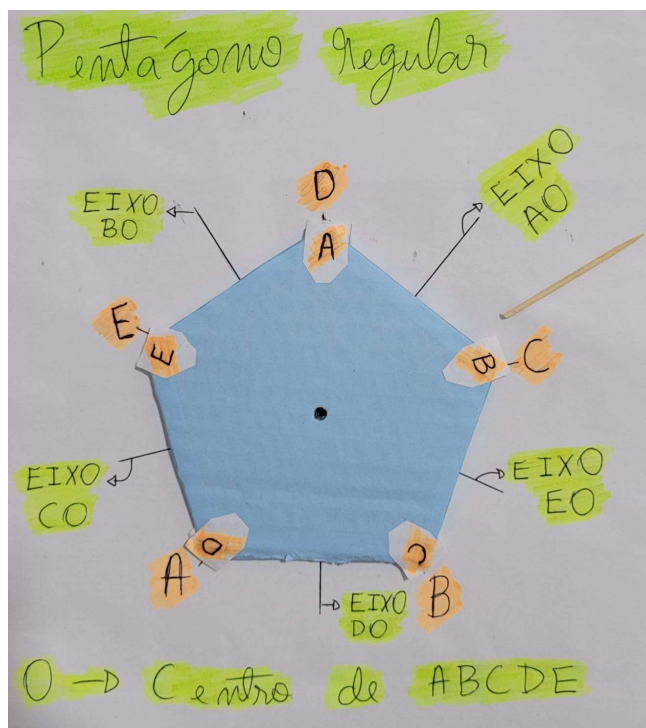 Pentágono regular
D
EIXO
BO
EIXO
AO
A
E
E
B
C
EIXO
CO
EIXO
EO
D
C
A
B
EIXO
DO
O → Centro de ABCDE